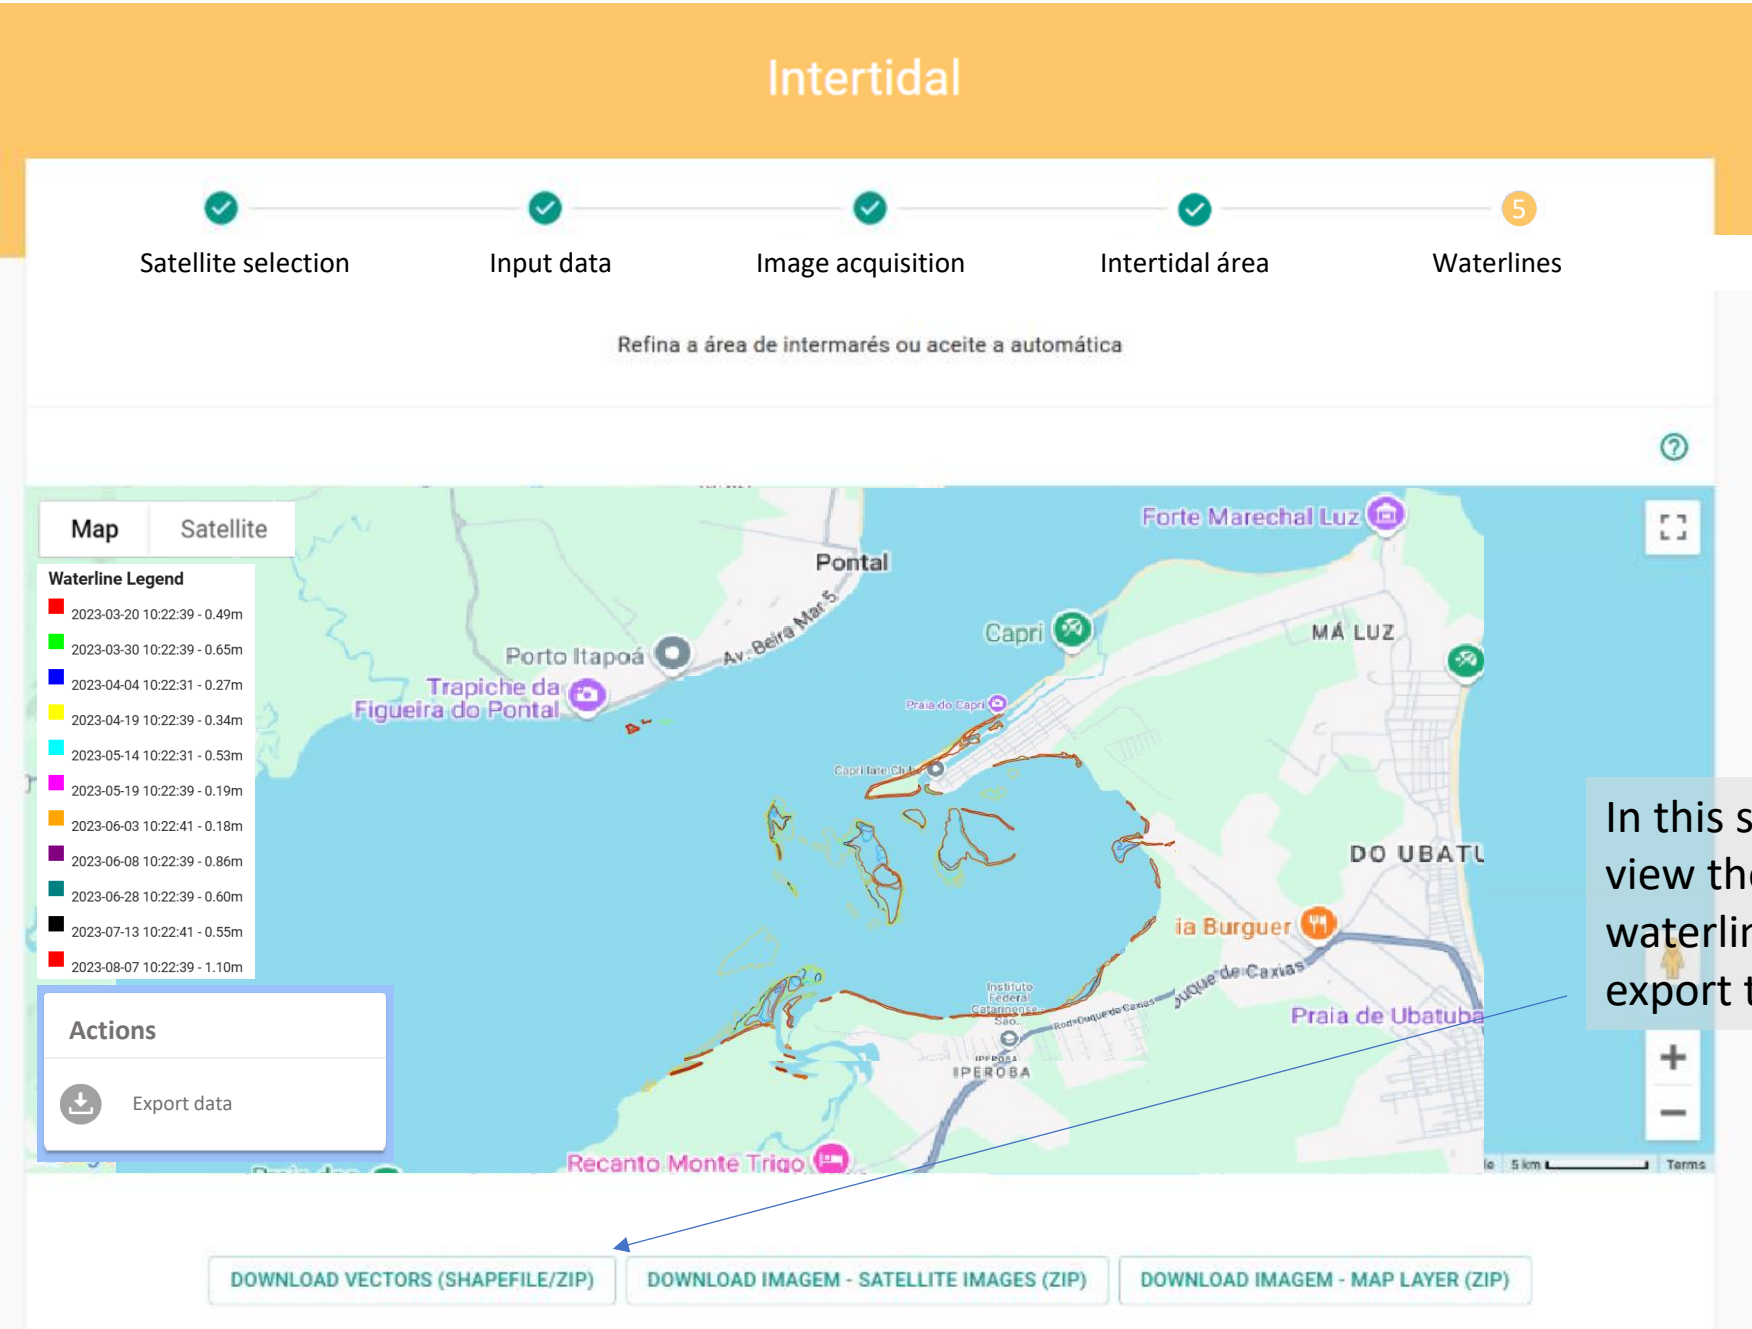 Intertidal
5
Satellite selection
Input data
Image acquisition
Intertidal área
Waterlines
Refina a área de intermarés ou aceite a automática
?
Map
Satellite
Waterline Legend
2023-03-20 10:22:39 - 0.49m
2023-03-30 10:22:39 - 0.65m
2023-04-04 10:22:31 - 0.27m
2023-04-19 10:22:39 - 0.34m
2023-05-14 10:22:31 - 0.53m
2023-05-19 10:22:39 - 0.19m
2023-06-03 10:22:41 - 0.18m
2023-06-08 10:22:39 - 0.86m
2023-06-28 10:22:39 - 0.60m
2023-07-13 10:22:41 - 0.55m
2023-08-07 10:22:39 - 1.10m
Actions
Export data
Forte Marechal Luz
Pontal
Av. Beira Mar 5
Capri
MÁ LUZ
Porto Itapoá
Trapiche da
Figueira do Pontal
Praia do Capri
Capri Iate Club
DO UBATU
ia Burguer
Duque de Caxias
Instituto
Federal
Catarinense
São...
Rod. Duque de Caxias
Praia de Ubatuba
IPEROBA
IPEROBA
Recanto Monte Trigo
In this s
view the
waterlin
export t
+
−
5 km
Terms
DOWNLOAD VECTORS (SHAPEFILE/ZIP)
DOWNLOAD IMAGEM - SATELLITE IMAGES (ZIP)
DOWNLOAD IMAGEM - MAP LAYER (ZIP)